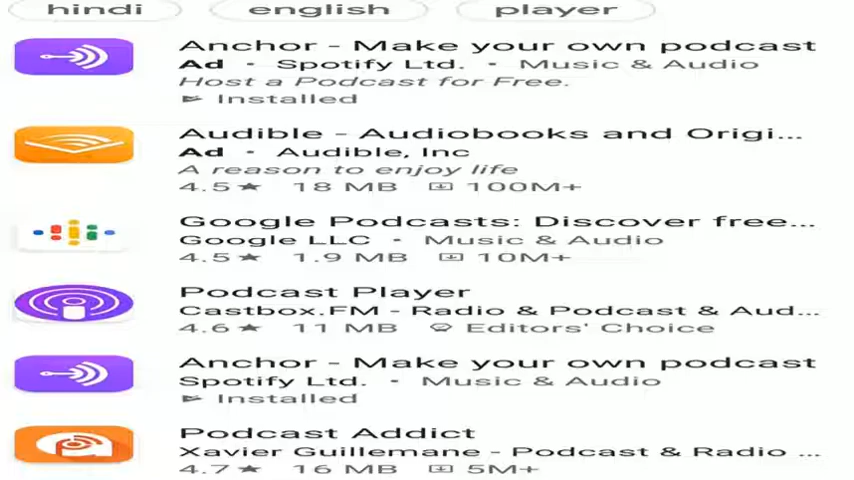 hindi english player
Anchor - Make your own podcast
Ad • Spotify Ltd. • Music & Audio
Host a Podcast for Free.
Installed
Audible - Audiobooks and Origi...
Ad • Audible, Inc
A reason to enjoy life
4.5★ 18 MB 100M+
Google Podcasts: Discover free...
Google LLC • Music & Audio
4.5★ 1.9 MB 10M+
Podcast Player
Castbox.FM - Radio & Podcast & Aud...
4.6★ 11 MB Editors' Choice
Anchor - Make your own podcast
Spotify Ltd. • Music & Audio
Installed
Podcast Addict
Xavier Guillemane - Podcast & Radio ...
4.7★ 16 MB 5M+